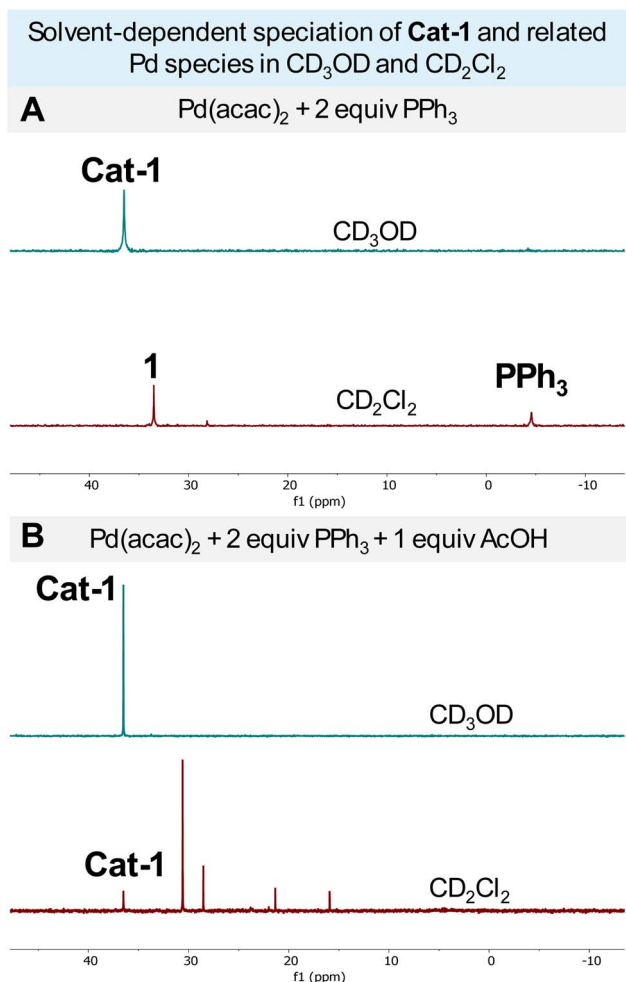 Solvent-dependent speciation of Cat-1 and related
Pd species in CD₃OD and CD₂Cl₂
A Pd(acac)₂ + 2 equiv PPh₃
Cat-1
CD₃OD
1
PPh₃
CD₂Cl₂
40 30 20 10 0 -10
f1 (ppm)
B Pd(acac)₂ + 2 equiv PPh₃ + 1 equiv AcOH
Cat-1
CD₃OD
Cat-1
CD₂Cl₂
40 30 20 10 0 -10
f1 (ppm)